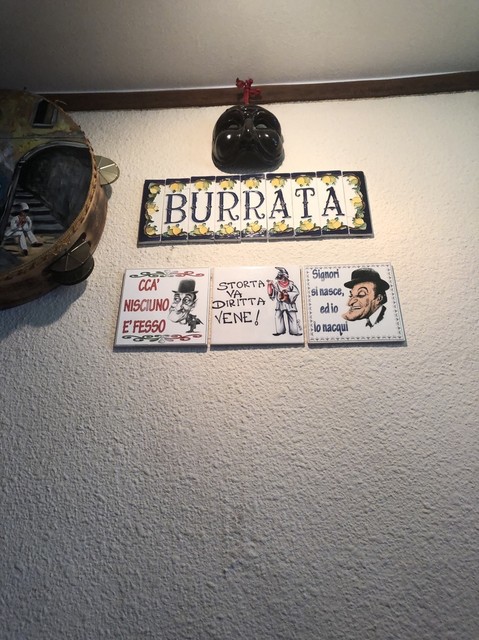 BURRATA
CCA'
NISCIUNO
E' FESSO
STORTA
VA
DIRITTA
VENE!
Signori
si nasce,
ed io
lo nacqui